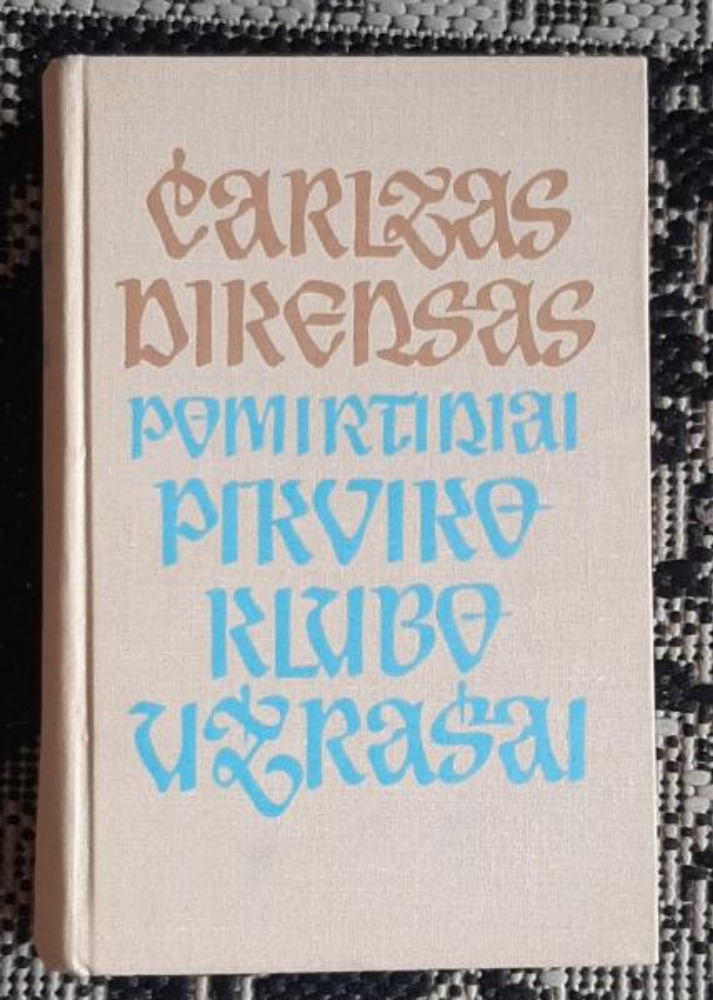 ČARLZAS
DIKENSAS
POMIRTINIAI
PIKVIKO
KLUBO
UŽRAŠAI